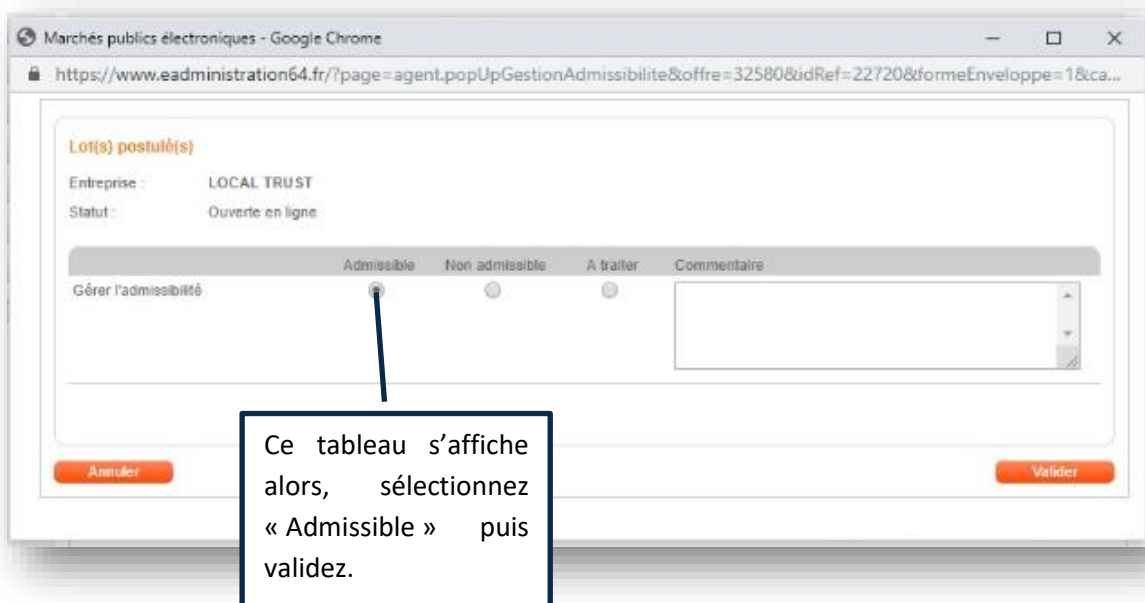 Marchés publics électroniques - Google Chrome
https://www.eadministration64.fr/?page=agent.popUpGestionAdmissibilite&offre=32580&idRef=22720&formeEnveloppe=1&ca...
Lot(s) postulé(s)
Entreprise : LOCAL TRUST
Statut : Ouverte en ligne
Admissible Non admissible A traiter Commentaire
Gérer l'admissibilité
Ce tableau s’affiche
alors, sélectionnez
« Admissible » puis
validez.
Annuler Valider